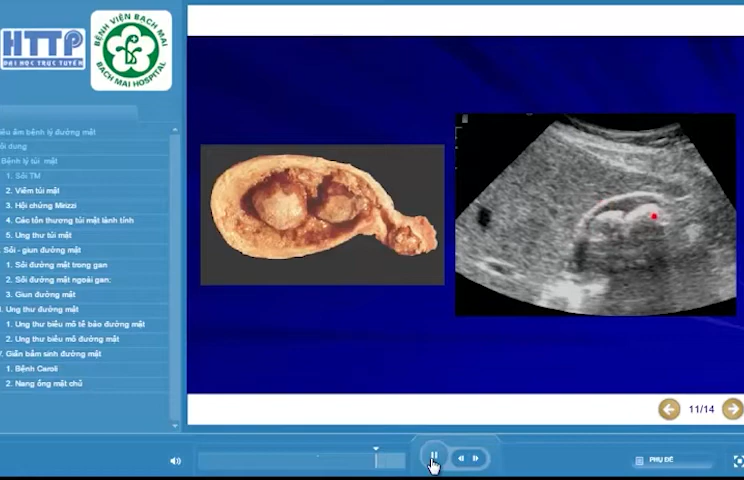 HTTP
ĐẠI HỌC TRỰC TUYẾN
BỆNH VIỆN BẠCH MAI
BACH MAI HOSPITAL
iêu âm bệnh lý đường mật
ội dung
Bệnh lý túi mật
1. Sỏi TM
2. Viêm túi mật
3. Hội chứng Mirizzi
4. Các tổn thương túi mật lành tính
5. Ung thư túi mật
. Sỏi - giun đường mật
1. Sỏi đường mật trong gan
2. Sỏi đường mật ngoài gan:
3. Giun đường mật
I. Ung thư đường mật
1. Ung thư biểu mô tế bào đường mật
2. Ung thư biểu mô đường mật
V. Giãn bẩm sinh đường mật
1. Bệnh Caroli
2. Nang ống mật chủ
11/14
PHỤ ĐỀ